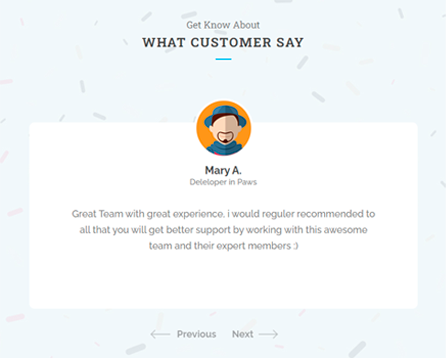 Get Know About
WHAT CUSTOMER SAY
Mary A.
Deleloper in Paws
Great Team with great experience, i would reguler recommended to
all that you will get better support by working with this awesome
team and their expert members :)
Previous Next